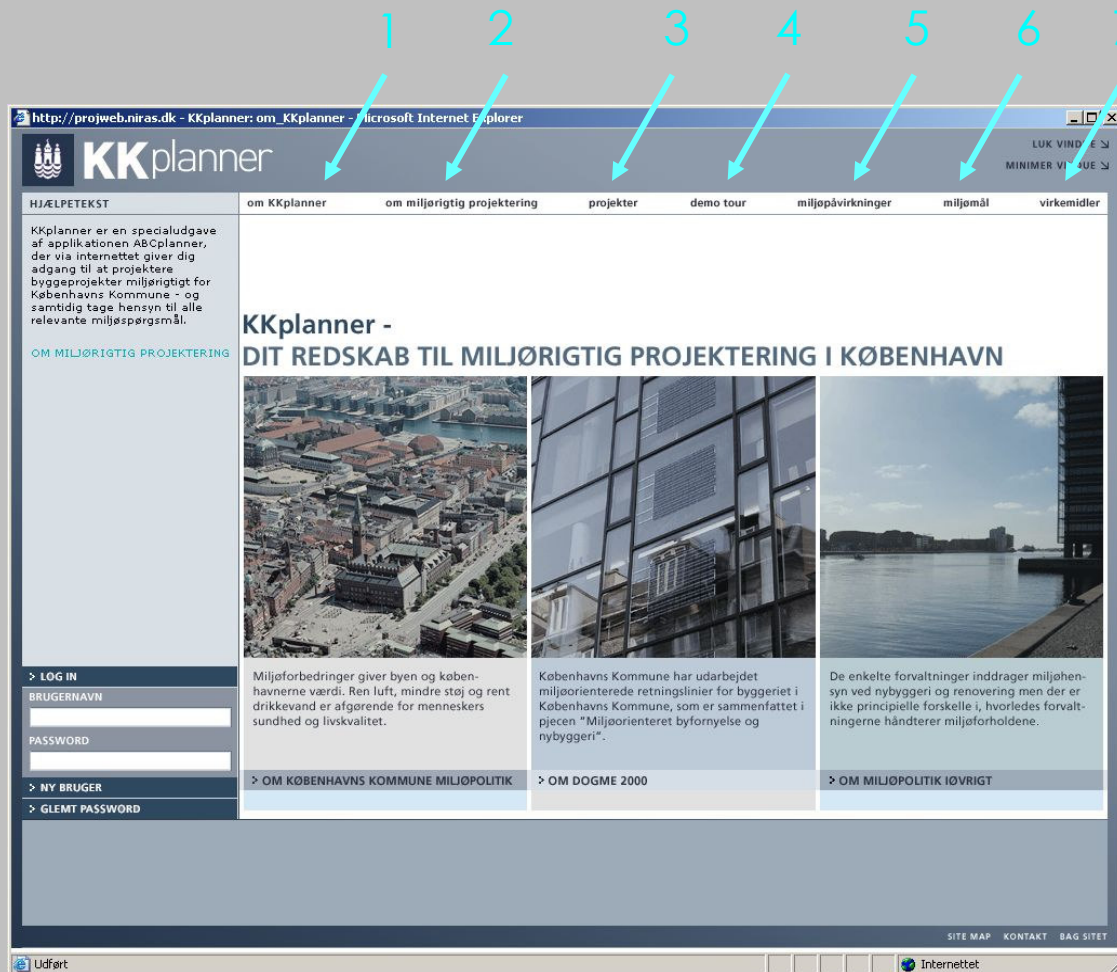 1 2 3 4 5 6
http://projweb.niras.dk - KKplanner: om_KKplanner - Microsoft Internet Explorer
KKplanner
LUK VINDUE
MINIMER VINDUE
HJÆLPETEKST
om KKplanner om miljørigtig projektering projekter demo tour miljøpåvirkninger miljømål virkemidler
KKplanner er en specialudgave
af applikationen ABCplanner,
der via internettet giver dig
adgang til at projektere
byggeprojekter miljørigtigt for
Københavns Kommune - og
samtidig tage hensyn til alle
relevante miljøspørgsmål.
OM MILJØRIGTIG PROJEKTERING
KKplanner -
DIT REDSKAB TIL MILJØRIGTIG PROJEKTERING I KØBENHAVN
> LOG IN
BRUGERNAVN
PASSWORD
> NY BRUGER
> GLEMT PASSWORD
Miljøforbedringer giver byen og køben-
havnerne værdi. Ren luft, mindre støj og rent
drikkevand er afgørende for menneskers
sundhed og livskvalitet.
> OM KØBENHAVNS KOMMUNE MILJØPOLITIK
Københavns Kommune har udarbejdet
miljøorienterede retningslinier for byggeriet i
Københavns Kommune, som er sammenfattet i
pjecen "Miljøorienteret byfornyelse og
nybyggeri".
> OM DOGME 2000
De enkelte forvaltninger inddrager miljøhen-
syn ved nybyggeri og renovering men der er
ikke principielle forskelle i, hvorledes forvalt-
ningerne håndterer miljøforholdene.
> OM MILJØPOLITIK IØVRIGT
SITE MAP KONTAKT BAG SITET
Udført
Internettet